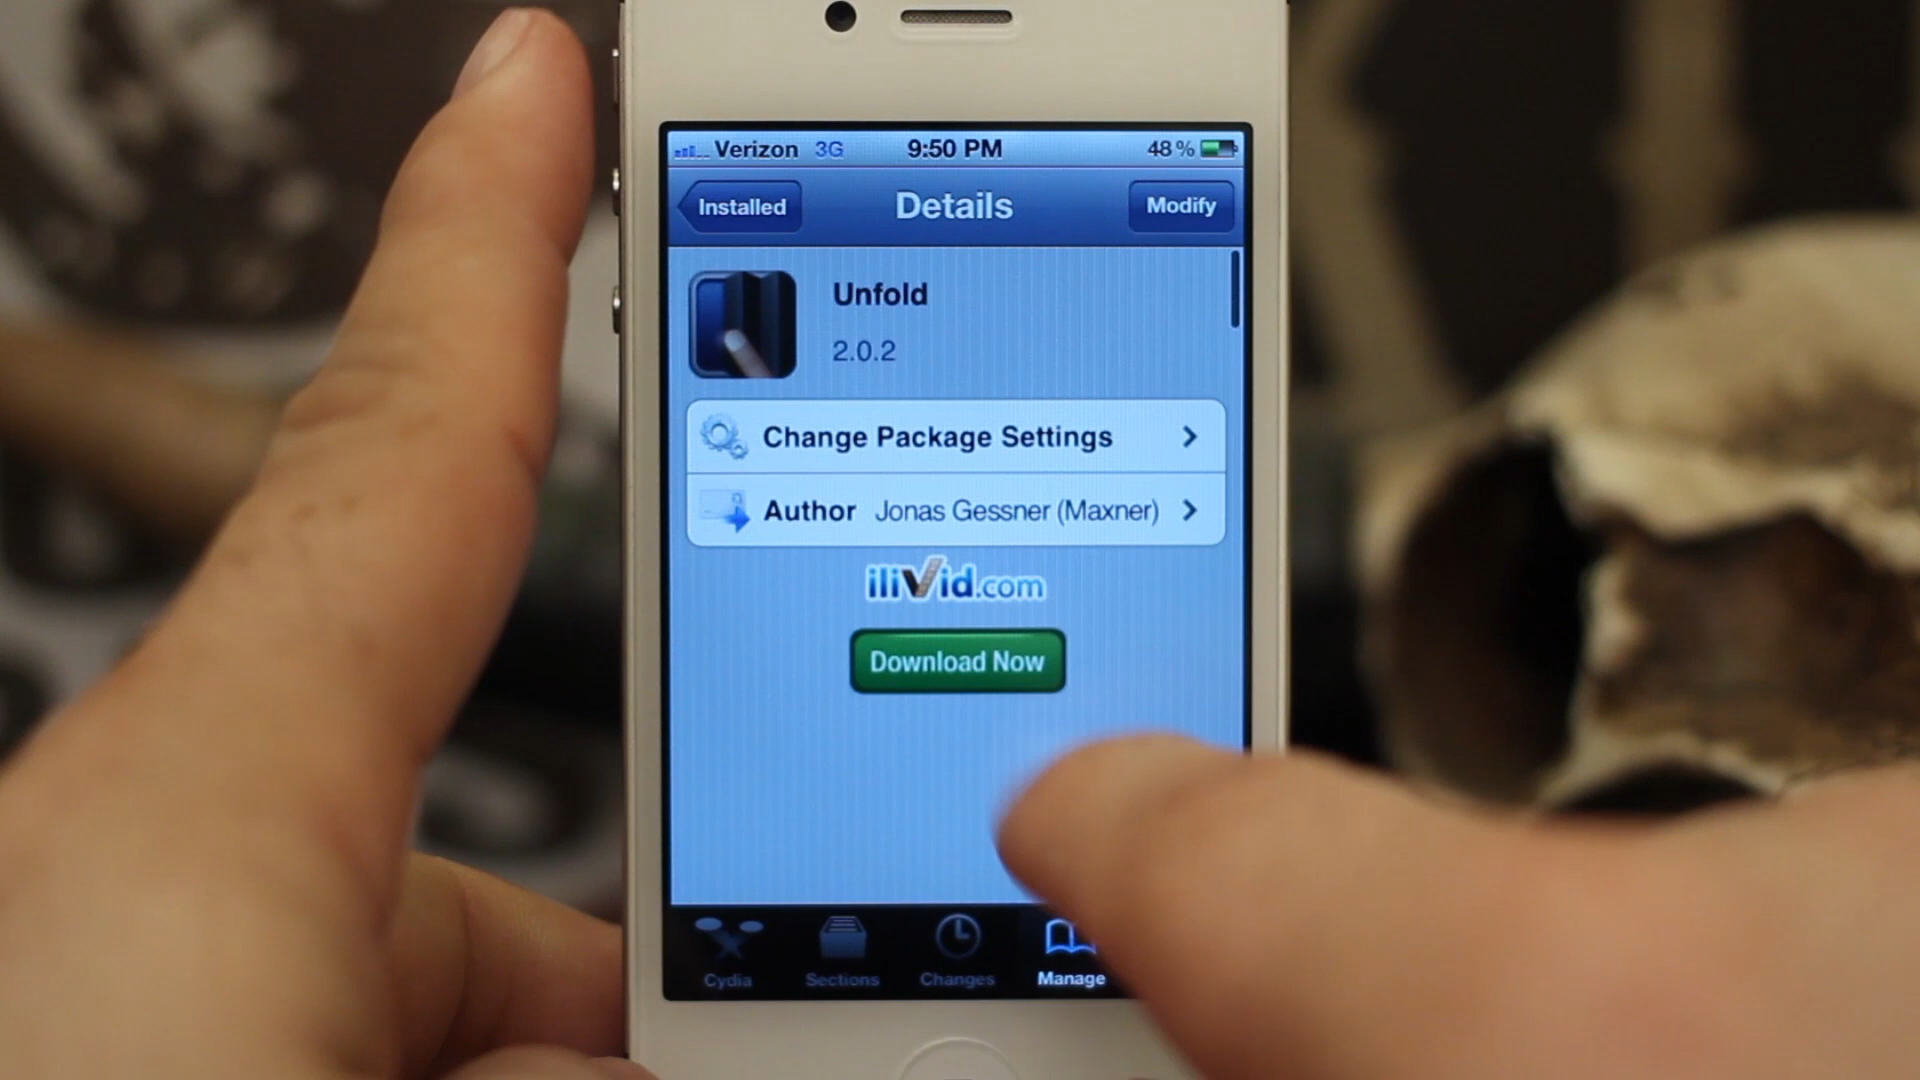 Verizon 3G 9:50 PM 48 %
Installed Details Modify
Unfold
2.0.2
Change Package Settings
Author Jonas Gessner (Maxner)
iliVid.com
Download Now
Cydia Sections Changes Manage